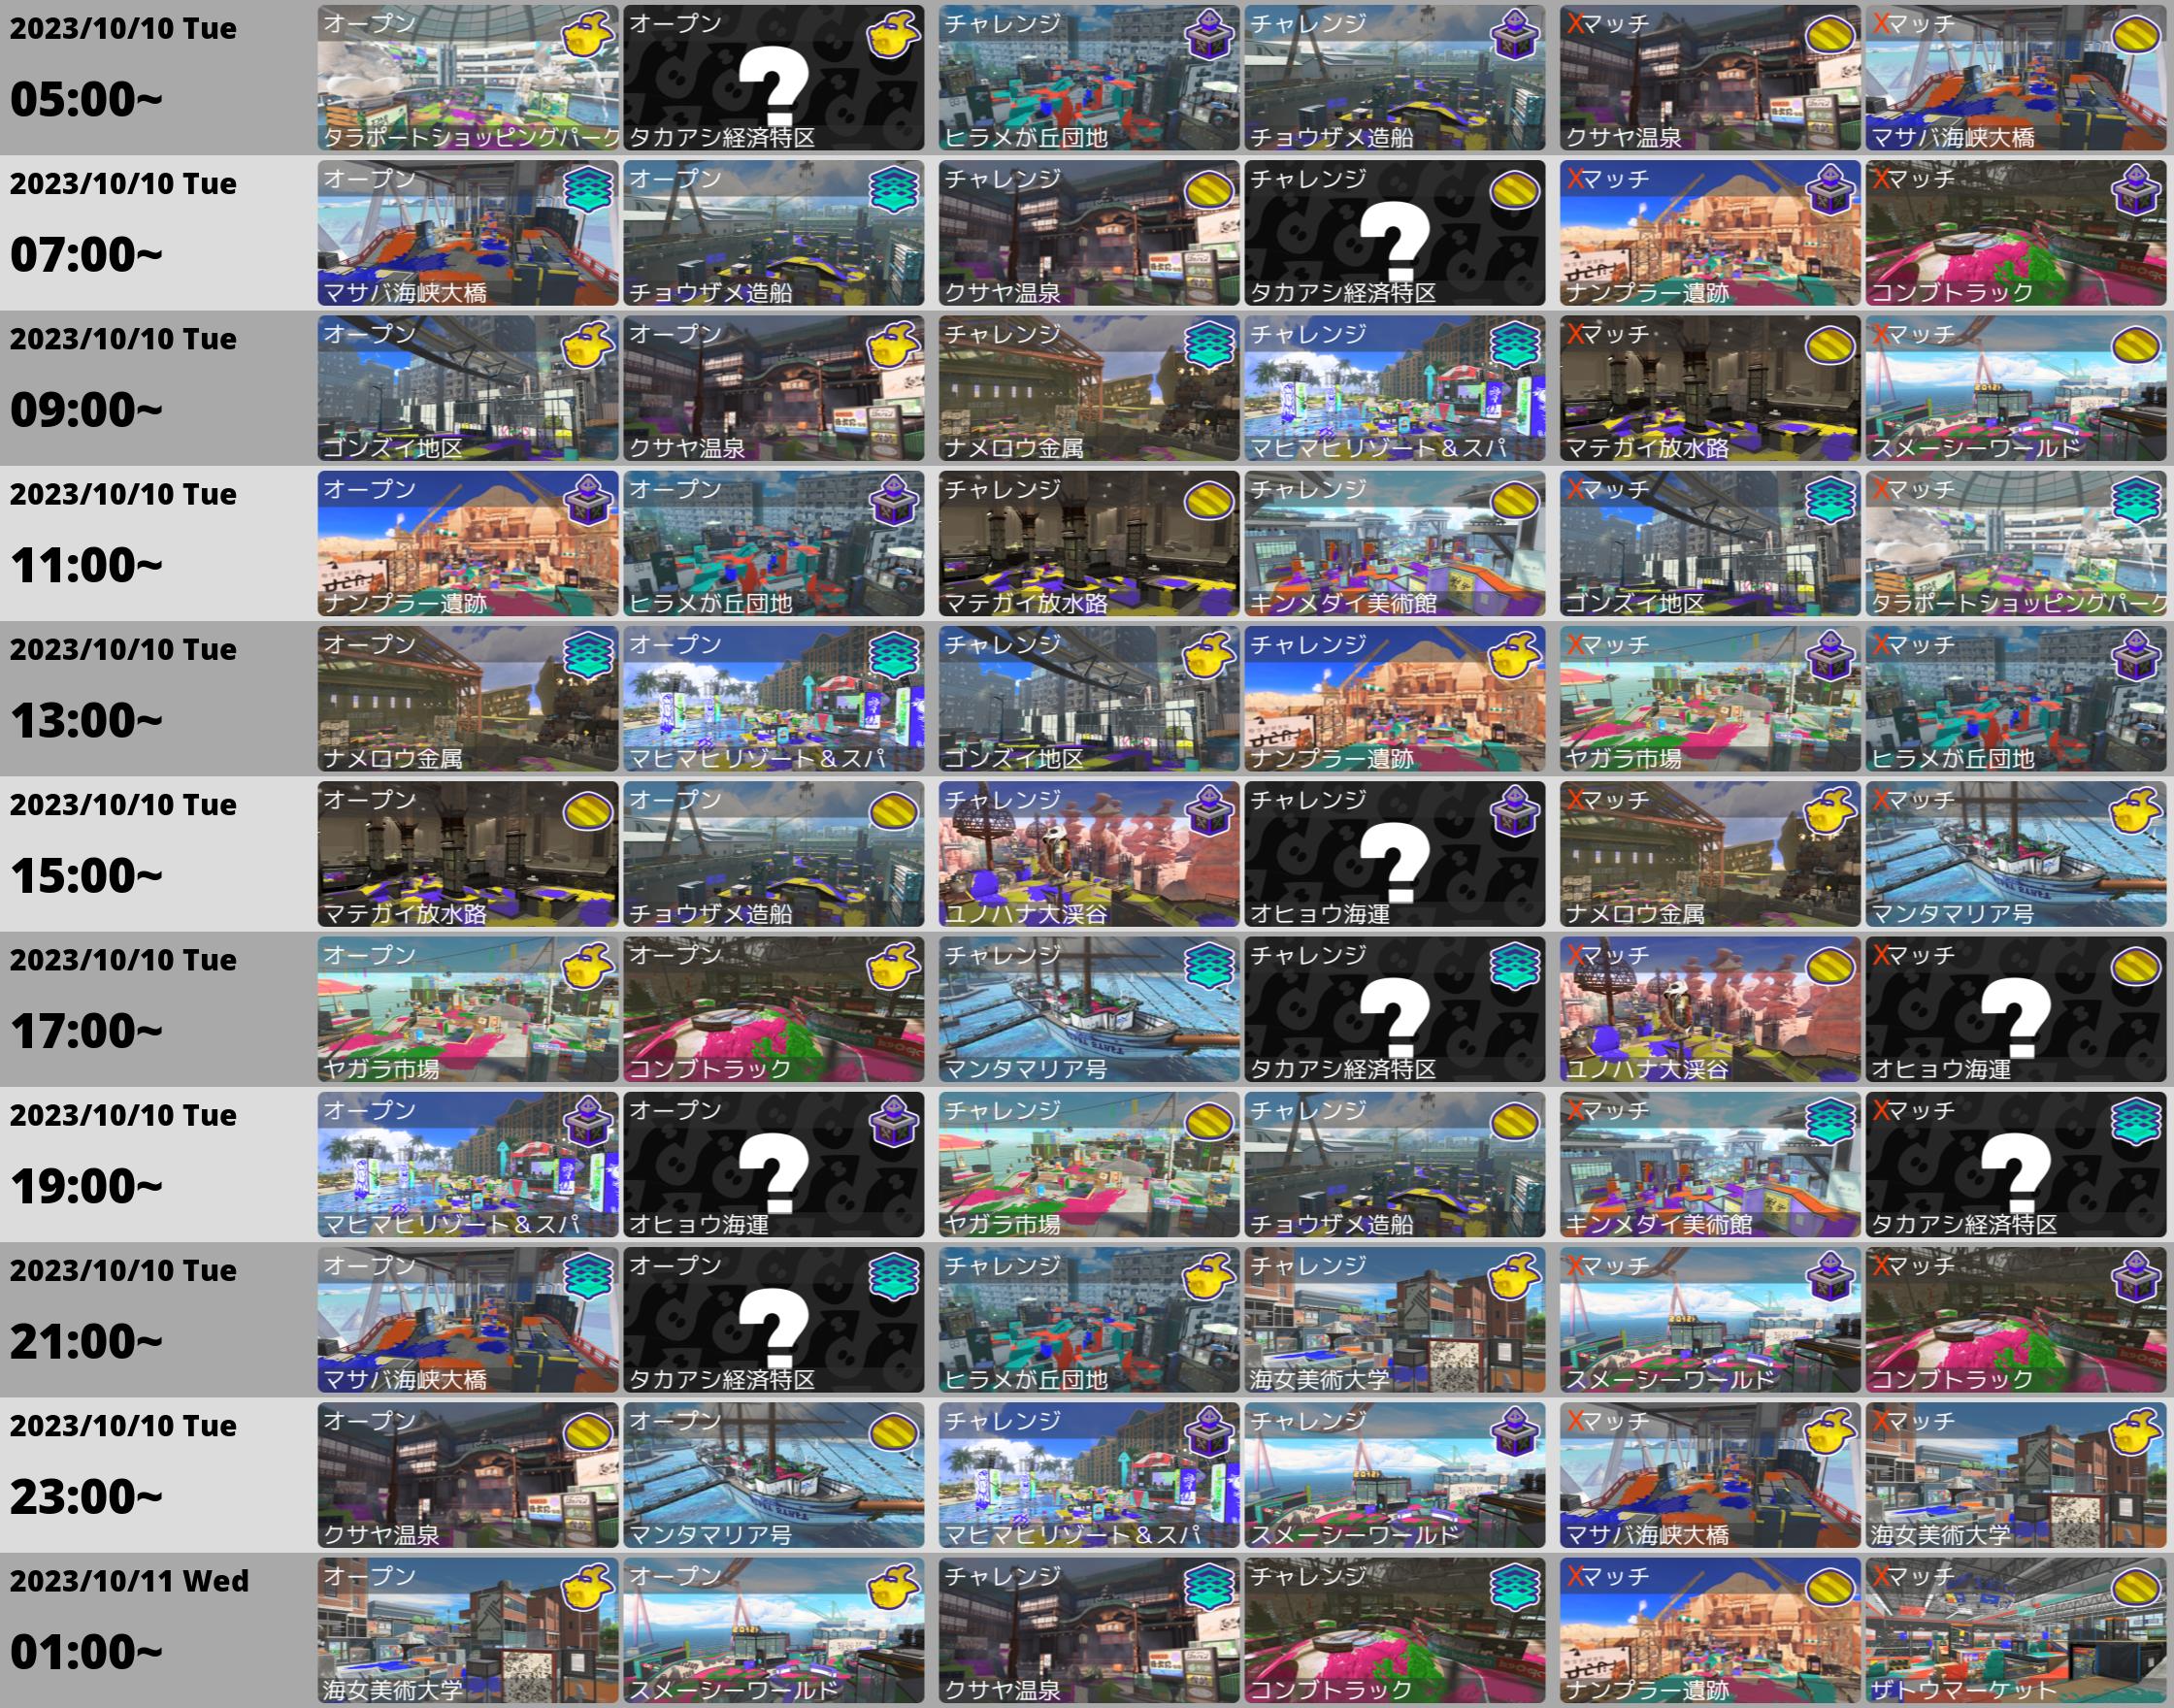 2023/10/10 Tue
05:00~
オープン
タラポートショッピングパーク
オープン
タカアシ経済特区
チャレンジ
ヒラメが丘団地
チャレンジ
チョウザメ造船
Xマッチ
クサヤ温泉
Xマッチ
マサバ海峡大橋
2023/10/10 Tue
07:00~
オープン
マサバ海峡大橋
オープン
チョウザメ造船
チャレンジ
クサヤ温泉
チャレンジ
タカアシ経済特区
Xマッチ
ナンプラー遺跡
Xマッチ
コンブトラック
2023/10/10 Tue
09:00~
オープン
ゴンズイ地区
オープン
クサヤ温泉
チャレンジ
ナメロウ金属
チャレンジ
マヒマヒリゾート＆スパ
Xマッチ
マテガイ放水路
Xマッチ
スメーシーワールド
2023/10/10 Tue
11:00~
オープン
ナンプラー遺跡
オープン
ヒラメが丘団地
チャレンジ
マテガイ放水路
チャレンジ
キンメダイ美術館
Xマッチ
ゴンズイ地区
Xマッチ
タラポートショッピングパーク
2023/10/10 Tue
13:00~
オープン
ナメロウ金属
オープン
マヒマヒリゾート＆スパ
チャレンジ
ゴンズイ地区
チャレンジ
ナンプラー遺跡
Xマッチ
ヤガラ市場
Xマッチ
ヒラメが丘団地
2023/10/10 Tue
15:00~
オープン
マテガイ放水路
オープン
チョウザメ造船
チャレンジ
ユノハナ大渓谷
チャレンジ
オヒョウ海運
Xマッチ
ナメロウ金属
Xマッチ
マンタマリア号
2023/10/10 Tue
17:00~
オープン
ヤガラ市場
オープン
コンブトラック
チャレンジ
マンタマリア号
チャレンジ
タカアシ経済特区
Xマッチ
ユノハナ大渓谷
Xマッチ
オヒョウ海運
2023/10/10 Tue
19:00~
オープン
マヒマヒリゾート＆スパ
オープン
オヒョウ海運
チャレンジ
ヤガラ市場
チャレンジ
チョウザメ造船
Xマッチ
キンメダイ美術館
Xマッチ
タカアシ経済特区
2023/10/10 Tue
21:00~
オープン
マサバ海峡大橋
オープン
タカアシ経済特区
チャレンジ
ヒラメが丘団地
チャレンジ
海女美術大学
Xマッチ
スメーシーワールド
Xマッチ
コンブトラック
2023/10/10 Tue
23:00~
オープン
クサヤ温泉
オープン
マンタマリア号
チャレンジ
マヒマヒリゾート＆スパ
チャレンジ
スメーシーワールド
Xマッチ
マサバ海峡大橋
Xマッチ
海女美術大学
2023/10/11 Wed
01:00~
オープン
海女美術大学
オープン
スメーシーワールド
チャレンジ
クサヤ温泉
チャレンジ
コンブトラック
Xマッチ
ナンプラー遺跡
Xマッチ
ザトウマーケット